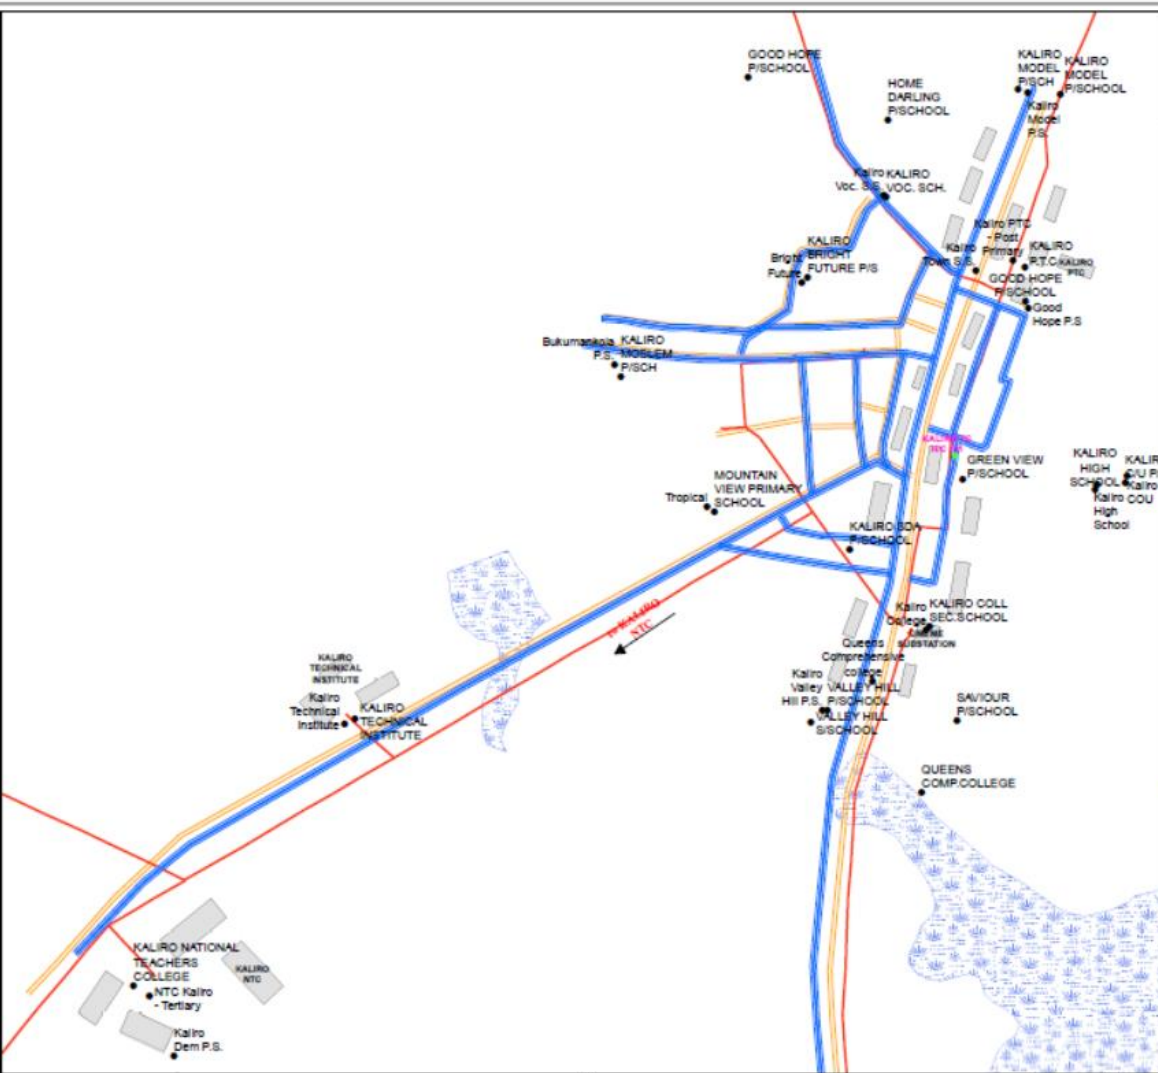 GOOD HOPE
P/SCHOOL
HOME
DARLING
P/SCHOOL
KALIRO
MODEL
P/SCH
KALIRO
MODEL
P/SCHOOL
Kaliro
Model
P.S.
Kaliro
Voc. S.S.
KALIRO
VOC. SCH.
Kaliro PTC
- Post
Primary
KALIRO
P.T.C
KALIRO
PTC
Kaliro
Town S.S.
KALIRO
BRIGHT
FUTURE P/S
Bright
Future
GOOD HOPE
P/SCHOOL
Good
Hope P.S
Bukumankola
P.S.
KALIRO
MOSLEM
P/SCH
GREEN VIEW
P/SCHOOL
KALIRO
HIGH
SCHOOL
Kaliro
High
School
KALIR
C/U P/
Kaliro
COU
MOUNTAIN
VIEW PRIMARY
SCHOOL
Tropical
KALIRO SDA
P/SCHOOL
to KALIRO
NTC
Kaliro
College
KALIRO COLL
SEC.SCHOOL
SUBSTATION
Queens
Comprehensive
college
Kaliro
Valley
Hill P.S.
VALLEY HILL
P/SCHOOL
VALLEY HILL
S/SCHOOL
SAVIOUR
P/SCHOOL
QUEENS
COMP.COLLEGE
KALIRO
TECHNICAL
INSTITUTE
Kaliro
Technical
Institute
KALIRO
TECHNICAL
INSTITUTE
KALIRO NATIONAL
TEACHERS
COLLEGE
KALIRO
NTC
NTC Kaliro
- Tertiary
Kaliro
Dem P.S.